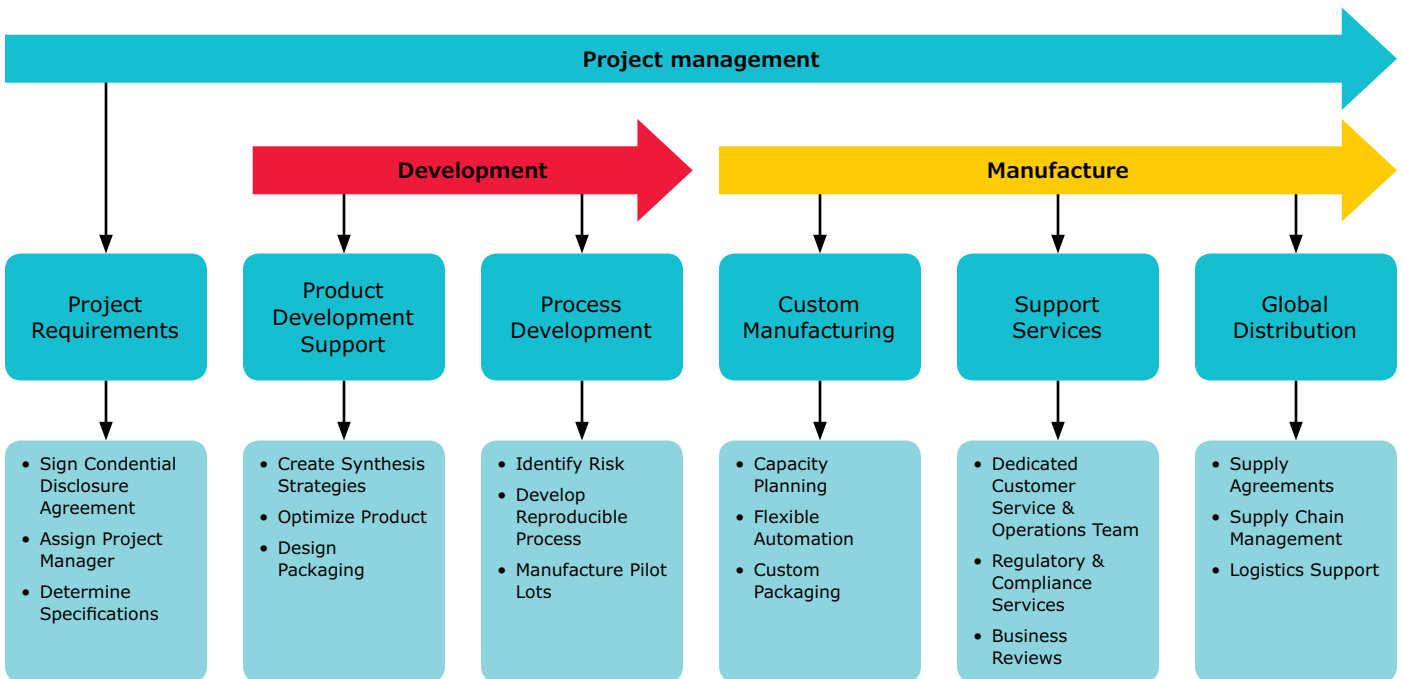 Project management
Development
Manufacture
Project
Requirements
Product
Development
Support
Process
Development
Custom
Manufacturing
Support
Services
Global
Distribution
• Sign Condential
Disclosure
Agreement
• Assign Project
Manager
• Determine
Specifications
• Create Synthesis
Strategies
• Optimize Product
• Design
Packaging
• Identify Risk
• Develop
Reproducible
Process
• Manufacture Pilot
Lots
• Capacity
Planning
• Flexible
Automation
• Custom
Packaging
• Dedicated
Customer
Service &
Operations Team
• Regulatory &
Compliance
Services
• Business
Reviews
• Supply
Agreements
• Supply Chain
Management
• Logistics Support